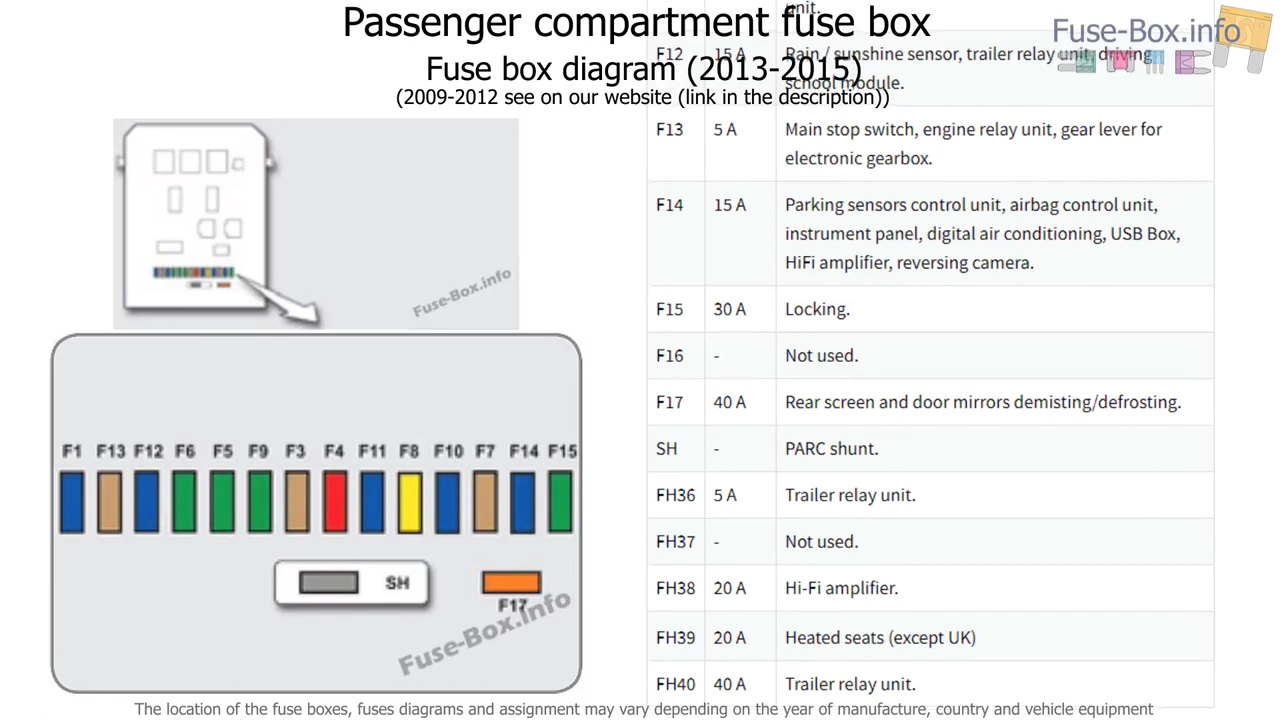 Passenger compartment fuse box
Fuse box diagram (2013-2015)
(2009-2012 see on our website (link in the description))
Fuse-Box.info
unit.
F12 15 A Rain / sunshine sensor, trailer relay unit, driving
school module.
F13 5 A Main stop switch, engine relay unit, gear lever for
electronic gearbox.
F14 15 A Parking sensors control unit, airbag control unit,
instrument panel, digital air conditioning, USB Box,
HiFi amplifier, reversing camera.
F15 30 A Locking.
F16 - Not used.
F17 40 A Rear screen and door mirrors demisting/defrosting.
SH - PARC shunt.
FH36 5 A Trailer relay unit.
FH37 - Not used.
FH38 20 A Hi-Fi amplifier.
FH39 20 A Heated seats (except UK)
FH40 40 A Trailer relay unit.
Fuse-Box.info
F1 F13 F12 F6 F5 F9 F3 F4 F11 F8 F10 F7 F14 F15
SH
F17
Fuse-Box.info
The location of the fuse boxes, fuses diagrams and assignment may vary depending on the year of manufacture, country and vehicle equipment